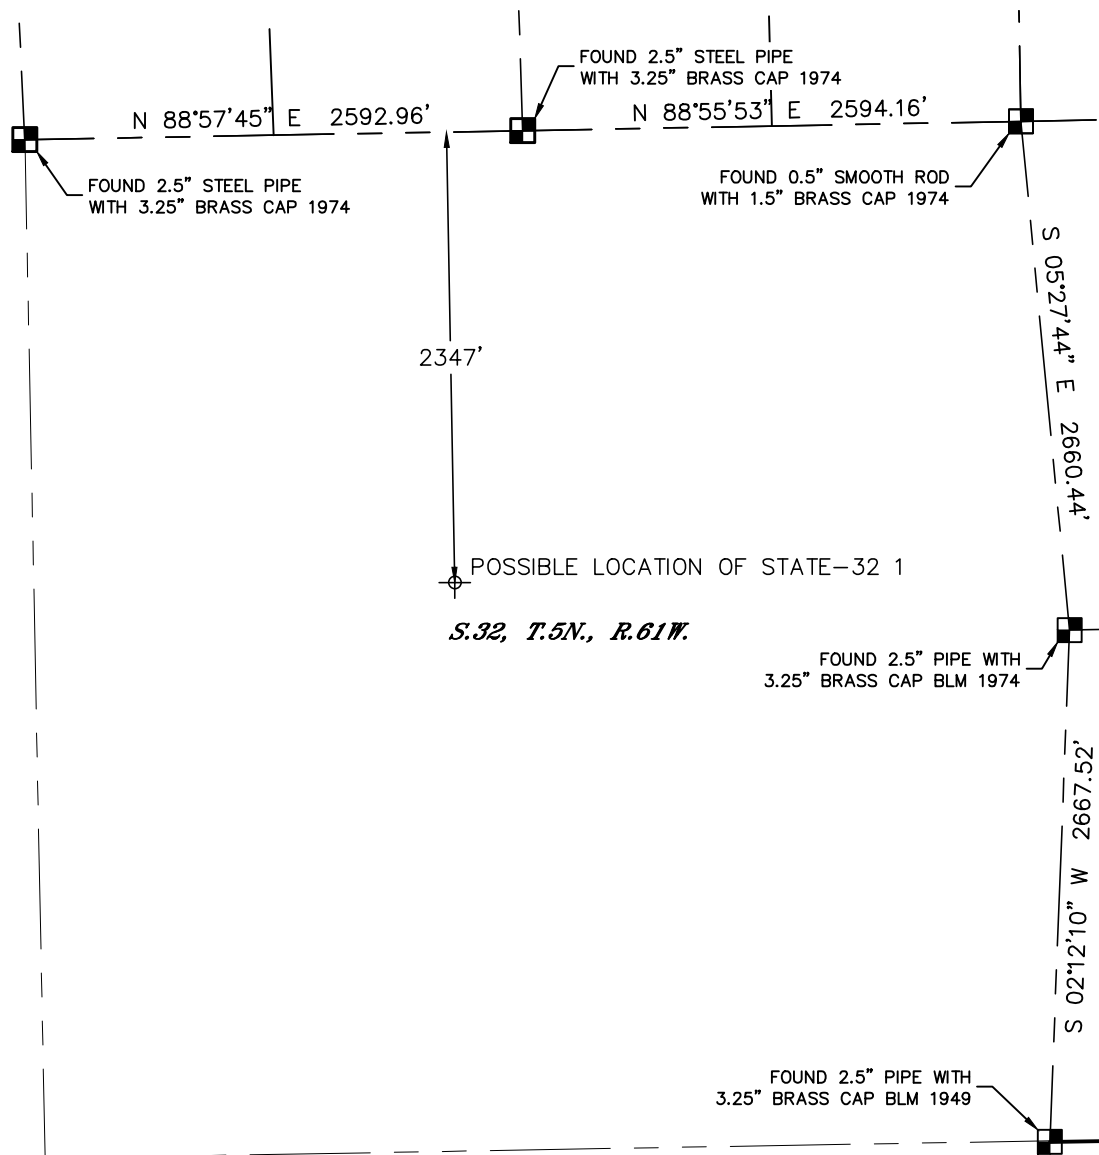 FOUND 2.5" STEEL PIPE
WITH 3.25" BRASS CAP 1974
N 88°57'45" E 2592.96'
N 88°55'53" E 2594.16'
FOUND 2.5" STEEL PIPE
WITH 3.25" BRASS CAP 1974
FOUND 0.5" SMOOTH ROD
WITH 1.5" BRASS CAP 1974
S 05°27'44" E 2660.44'
2347'
POSSIBLE LOCATION OF STATE-32 1
S.32, T.5N., R.61W.
FOUND 2.5" PIPE WITH
3.25" BRASS CAP BLM 1974
S 02°12'10" W 2667.52'
FOUND 2.5" PIPE WITH
3.25" BRASS CAP BLM 1949